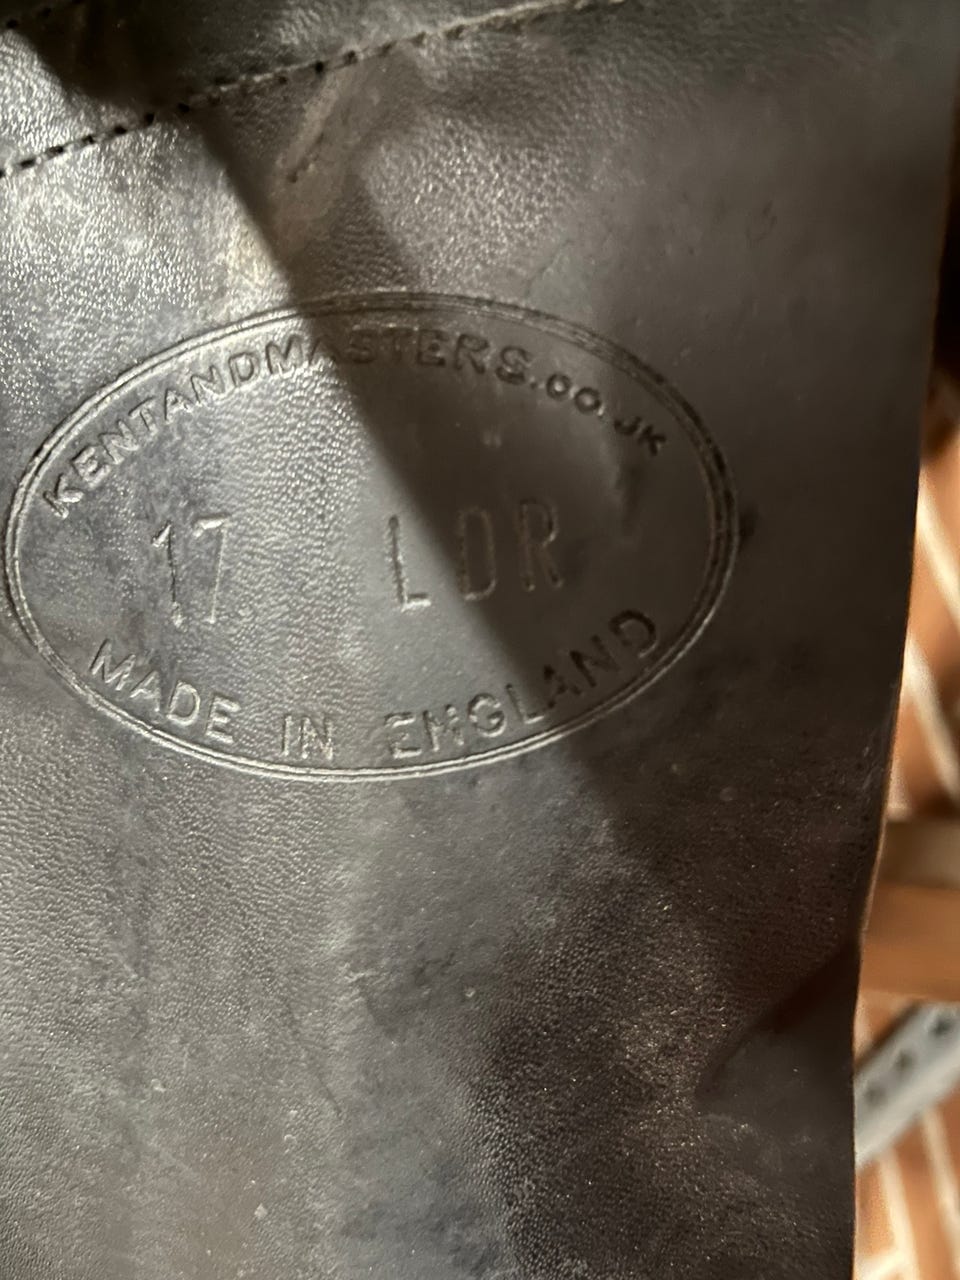 KENTANDMASTERS.CO.UK
17 LDR
MADE IN ENGLAND